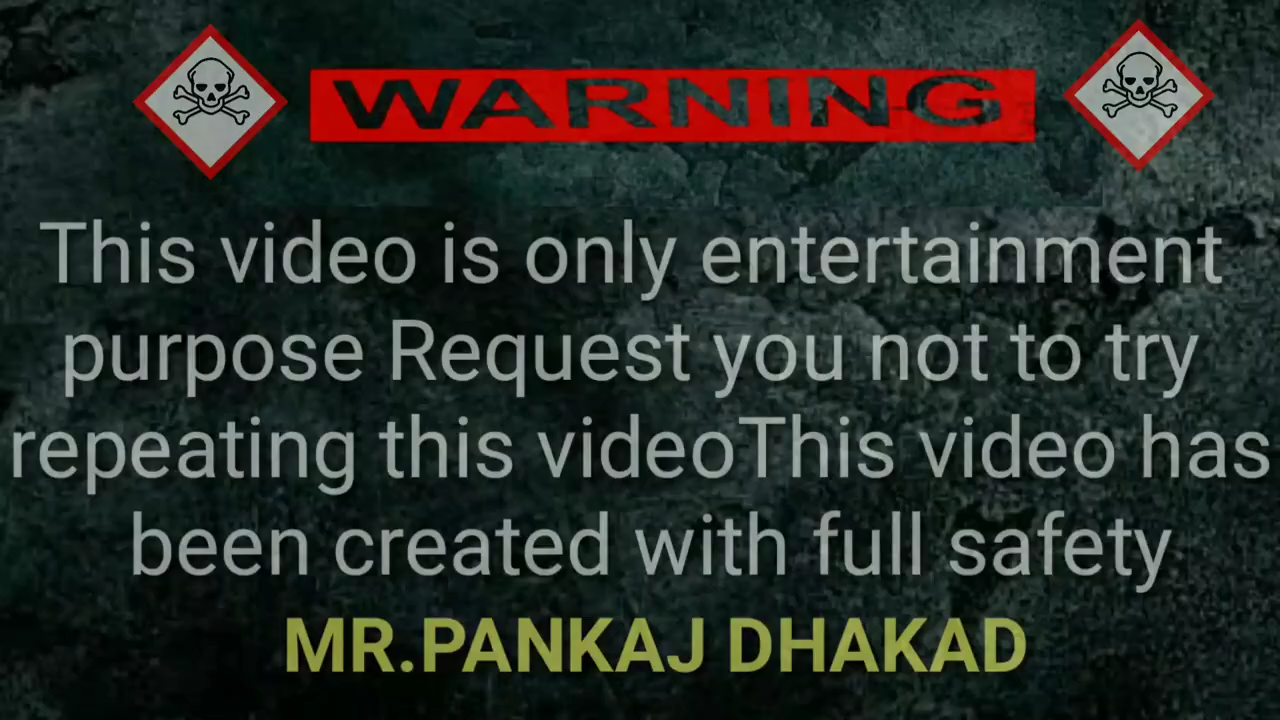 WARNING
This video is only entertainment
purpose Request you not to try
repeating this videoThis video has
been created with full safety
MR.PANKAJ DHAKAD